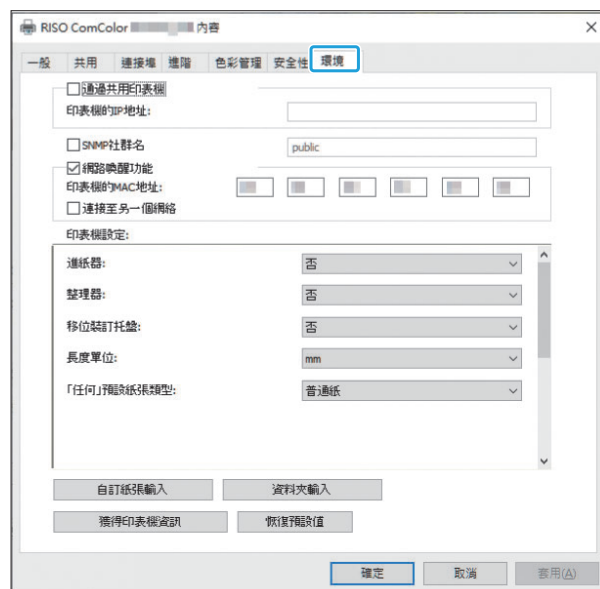 RISO ComColor 內容
一般 共用 連接埠 進階 色彩管理 安全性 環境
通過共用印表機
印表機的IP地址:
SNMP社群名 public
網路喚醒功能
印表機的MAC地址:
連接至另一個網絡
印表機設定:
進紙器: 否
整理器: 否
移位裝訂托盤: 否
長度單位: mm
「任何」預設紙張類型: 普通紙
自訂紙張輸入 資料夾輸入
獲得印表機資訊 恢復預設值
確定 取消 套用(A)